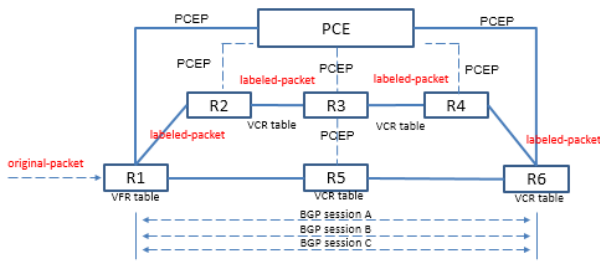 PCEP
PCE
PCEP
PCEP
PCEP
PCEP
labeled-packet
labeled-packet
R2
R3
R4
VCR table
VCR table
labeled-packet
PCEP
labeled-packet
original-packet
R1
R5
R6
VFR table
VCR table
VCR table
BGP session A
BGP session B
BGP session C